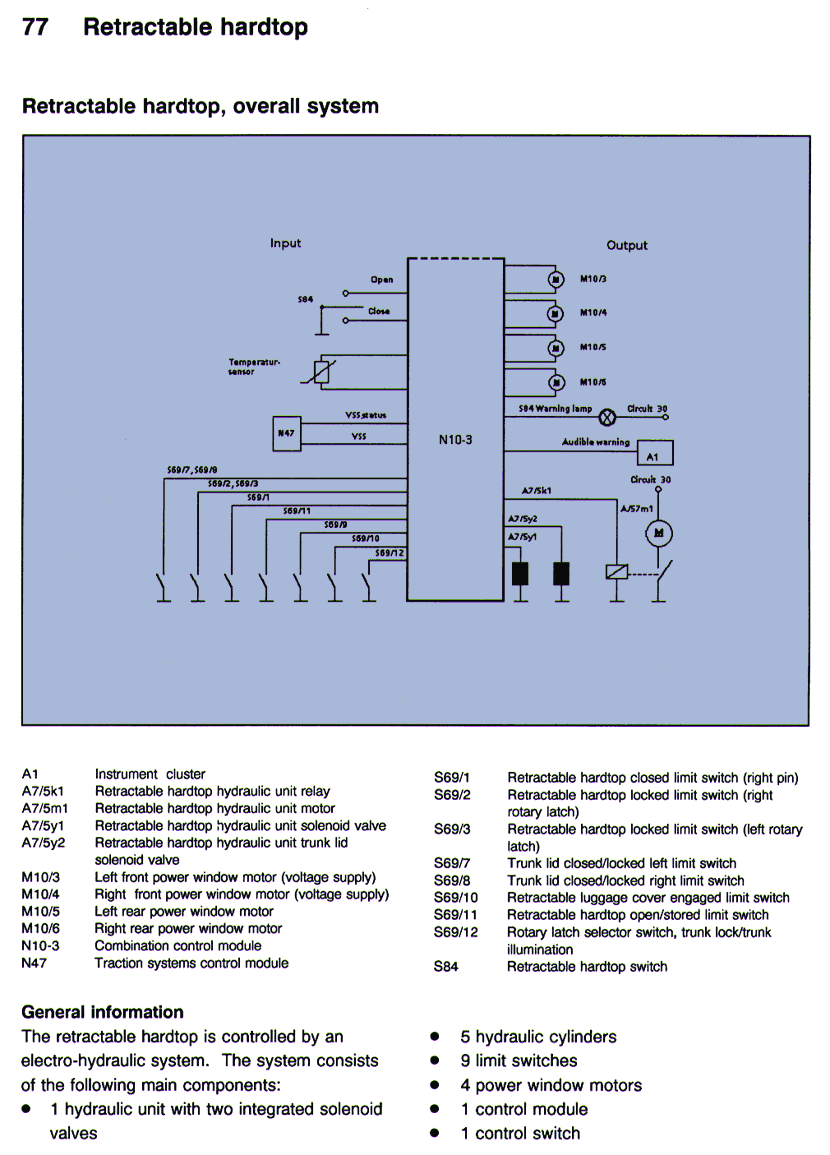 77 Retractable hardtop
Retractable hardtop, overall system
Input
Output
Open
S84
Close
Temperatur-
sensor
VSS status
N47
VSS
S69/7, S69/8
S69/2, S69/3
S69/1
S69/11
S69/9
S69/10
S69/12
N10-3
M
M10/3
M
M10/4
M
M10/5
M
M10/6
S84 Warning lamp
Circuit 30
Audible warning
A1
Circuit 30
A7/5k1
A/57m1
A7/5y2
A7/5y1
M
A1 Instrument cluster
A7/5k1 Retractable hardtop hydraulic unit relay
A7/5m1 Retractable hardtop hydraulic unit motor
A7/5y1 Retractable hardtop hydraulic unit solenoid valve
A7/5y2 Retractable hardtop hydraulic unit trunk lid
solenoid valve
M10/3 Left front power window motor (voltage supply)
M10/4 Right front power window motor (voltage supply)
M10/5 Left rear power window motor
M10/6 Right rear power window motor
N10-3 Combination control module
N47 Traction systems control module
S69/1 Retractable hardtop closed limit switch (right pin)
S69/2 Retractable hardtop locked limit switch (right
rotary latch)
S69/3 Retractable hardtop locked limit switch (left rotary
latch)
S69/7 Trunk lid closed/locked left limit switch
S69/8 Trunk lid closed/locked right limit switch
S69/10 Retractable luggage cover engaged limit switch
S69/11 Retractable hardtop open/stored limit switch
S69/12 Rotary latch selector switch, trunk lock/trunk
illumination
S84 Retractable hardtop switch
General information
The retractable hardtop is controlled by an
electro-hydraulic system. The system consists
of the following main components:
● 1 hydraulic unit with two integrated solenoid
valves
● 5 hydraulic cylinders
● 9 limit switches
● 4 power window motors
● 1 control module
● 1 control switch